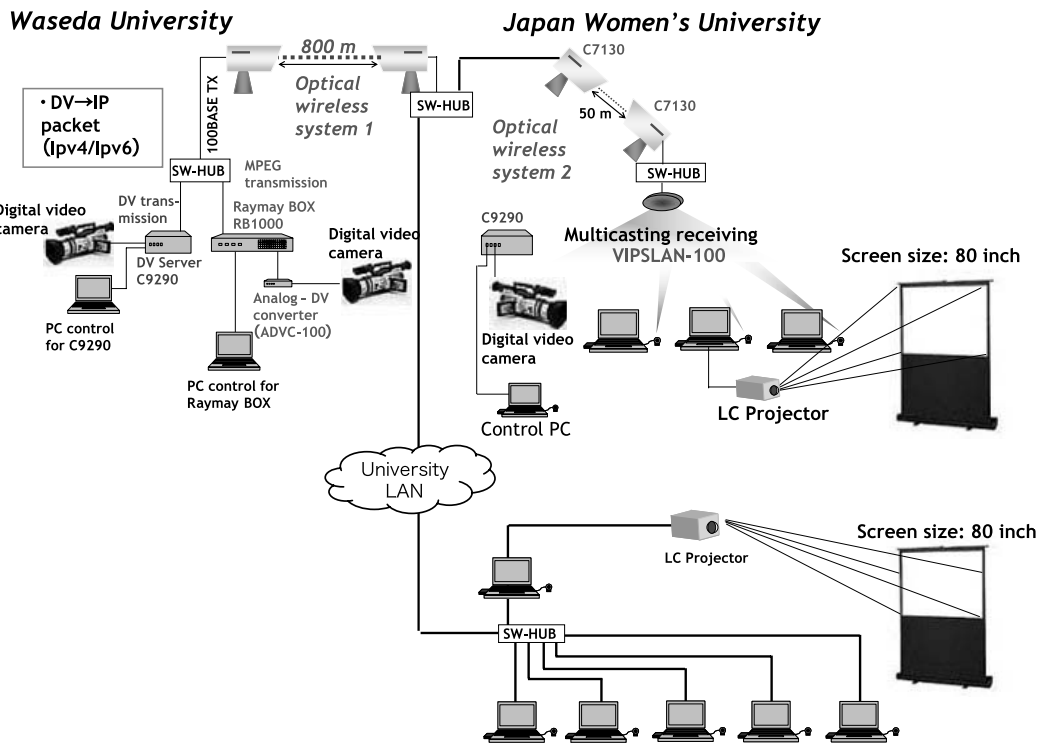 Waseda University
Japan Women's University
800 m
Optical
wireless
system 1
100BASE TX
SW-HUB
C7130
50 m
C7130
Optical
wireless
system 2
SW-HUB
・DV→IP
packet
(Ipv4/Ipv6)
SW-HUB
MPEG
transmission
DV trans-
mission
Raymay BOX
RB1000
Digital video
camera
DV Server
C9290
Digital video
camera
Analog - DV
converter
(ADVC-100)
PC control
for C9290
PC control for
Raymay BOX
C9290
Multicasting receiving
VIPSLAN-100
Digital video
camera
Control PC
Screen size: 80 inch
LC Projector
University
LAN
LC Projector
Screen size: 80 inch
SW-HUB